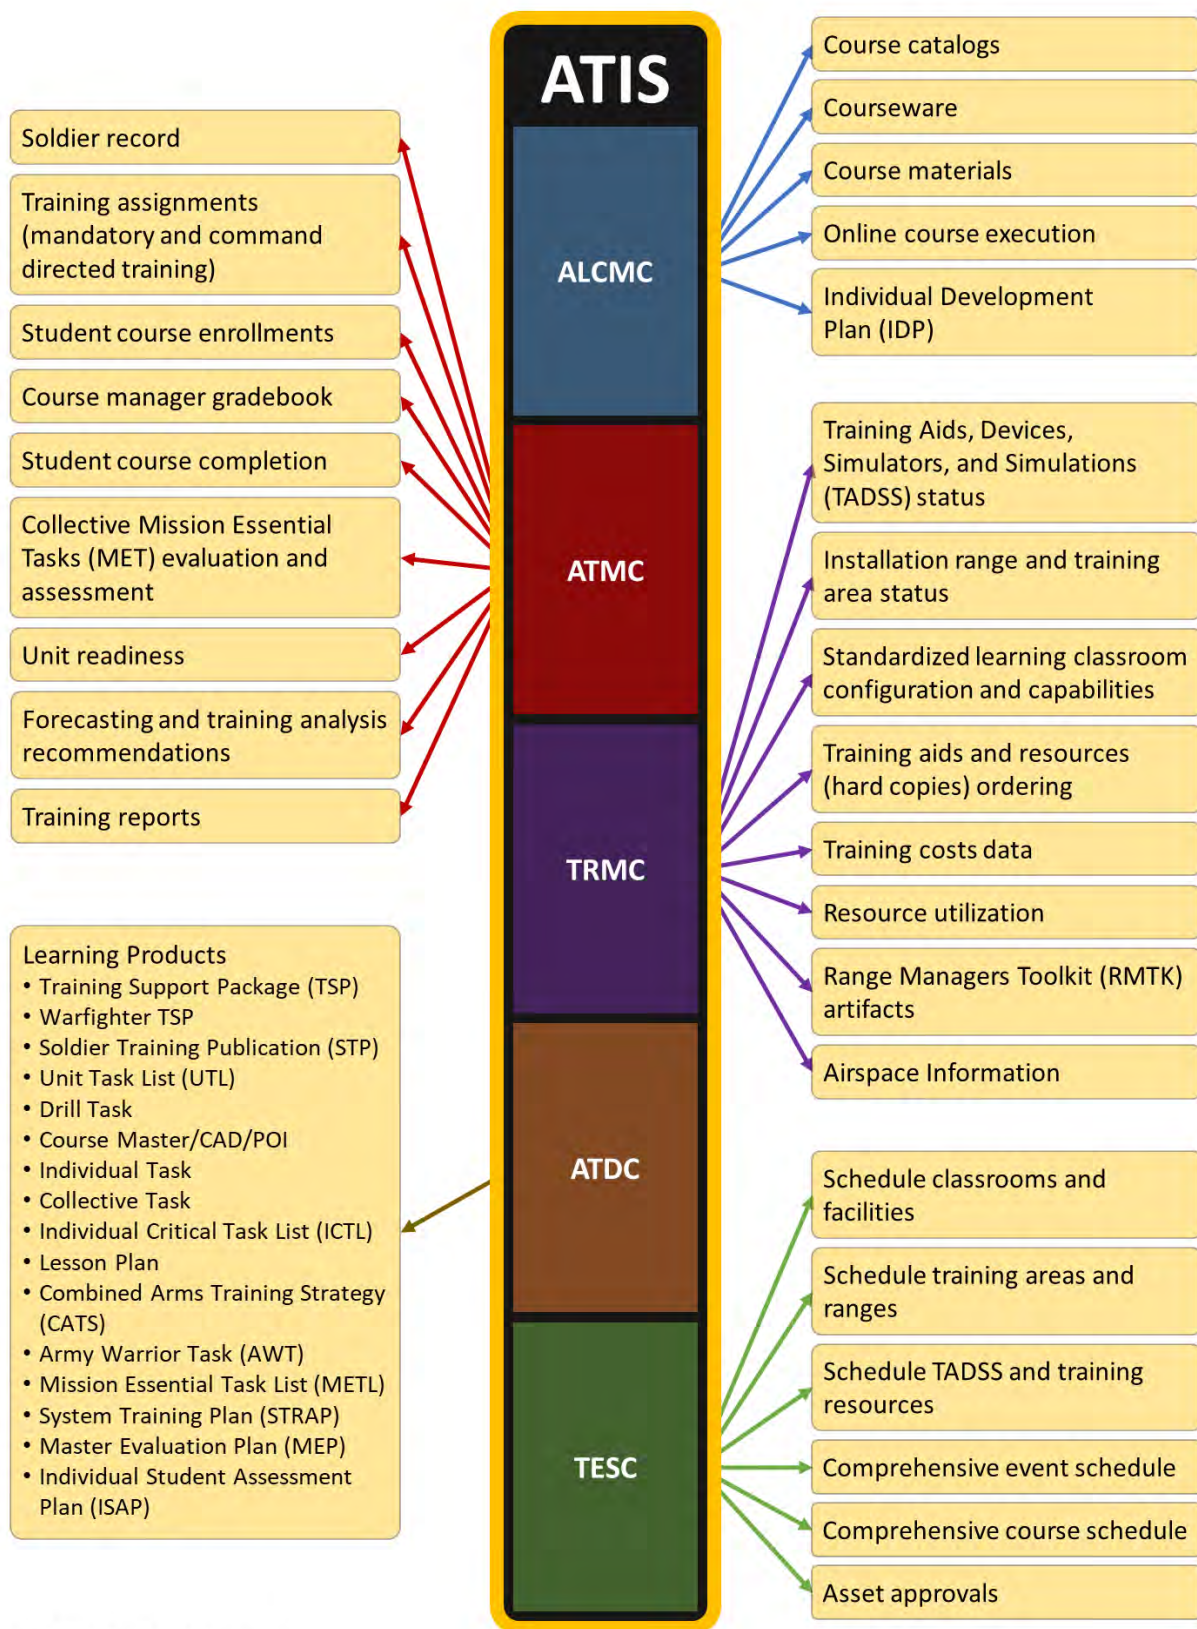 ATIS
ALCMC
ATMC
TRMC
ATDC
TESC
Soldier record
Training assignments
(mandatory and command
directed training)
Student course enrollments
Course manager gradebook
Student course completion
Collective Mission Essential
Tasks (MET) evaluation and
assessment
Unit readiness
Forecasting and training analysis
recommendations
Training reports
Learning Products
• Training Support Package (TSP)
• Warfighter TSP
• Soldier Training Publication (STP)
• Unit Task List (UTL)
• Drill Task
• Course Master/CAD/POI
• Individual Task
• Collective Task
• Individual Critical Task List (ICTL)
• Lesson Plan
• Combined Arms Training Strategy
(CATS)
• Army Warrior Task (AWT)
• Mission Essential Task List (METL)
• System Training Plan (STRAP)
• Master Evaluation Plan (MEP)
• Individual Student Assessment
Plan (ISAP)
Course catalogs
Courseware
Course materials
Online course execution
Individual Development
Plan (IDP)
Training Aids, Devices,
Simulators, and Simulations
(TADSS) status
Installation range and training
area status
Standardized learning classroom
configuration and capabilities
Training aids and resources
(hard copies) ordering
Training costs data
Resource utilization
Range Managers Toolkit (RMTK)
artifacts
Airspace Information
Schedule classrooms and
facilities
Schedule training areas and
ranges
Schedule TADSS and training
resources
Comprehensive event schedule
Comprehensive course schedule
Asset approvals